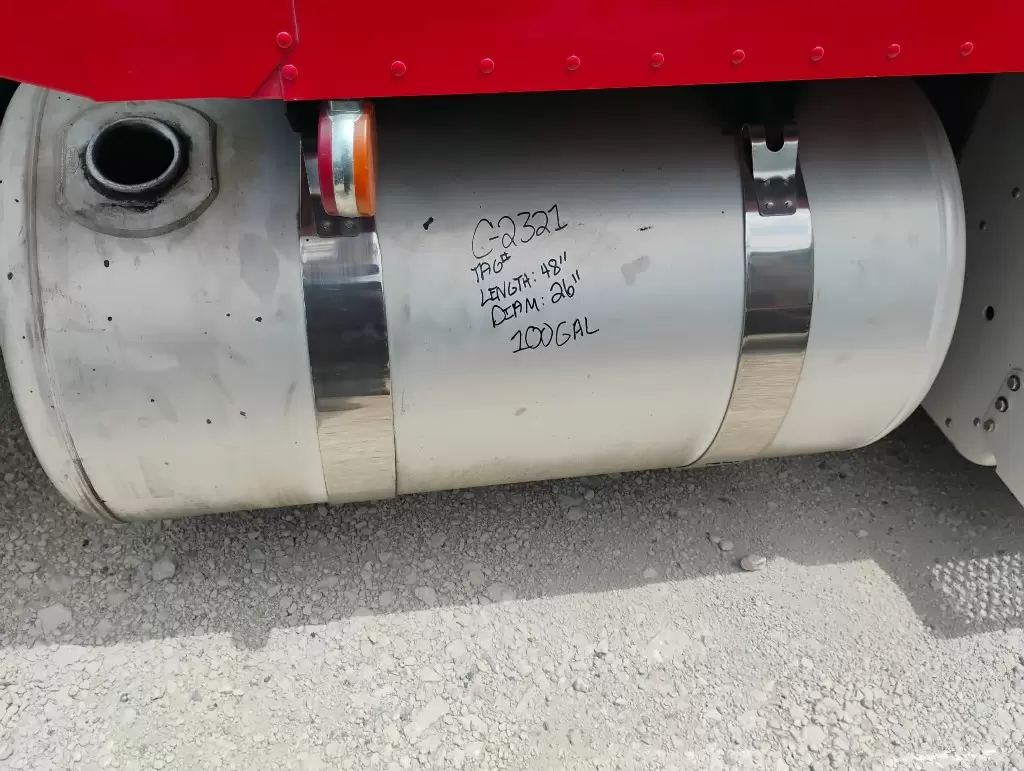 C-2321
TAG#
LENGTH: 48"
DIAM: 26"
100GAL